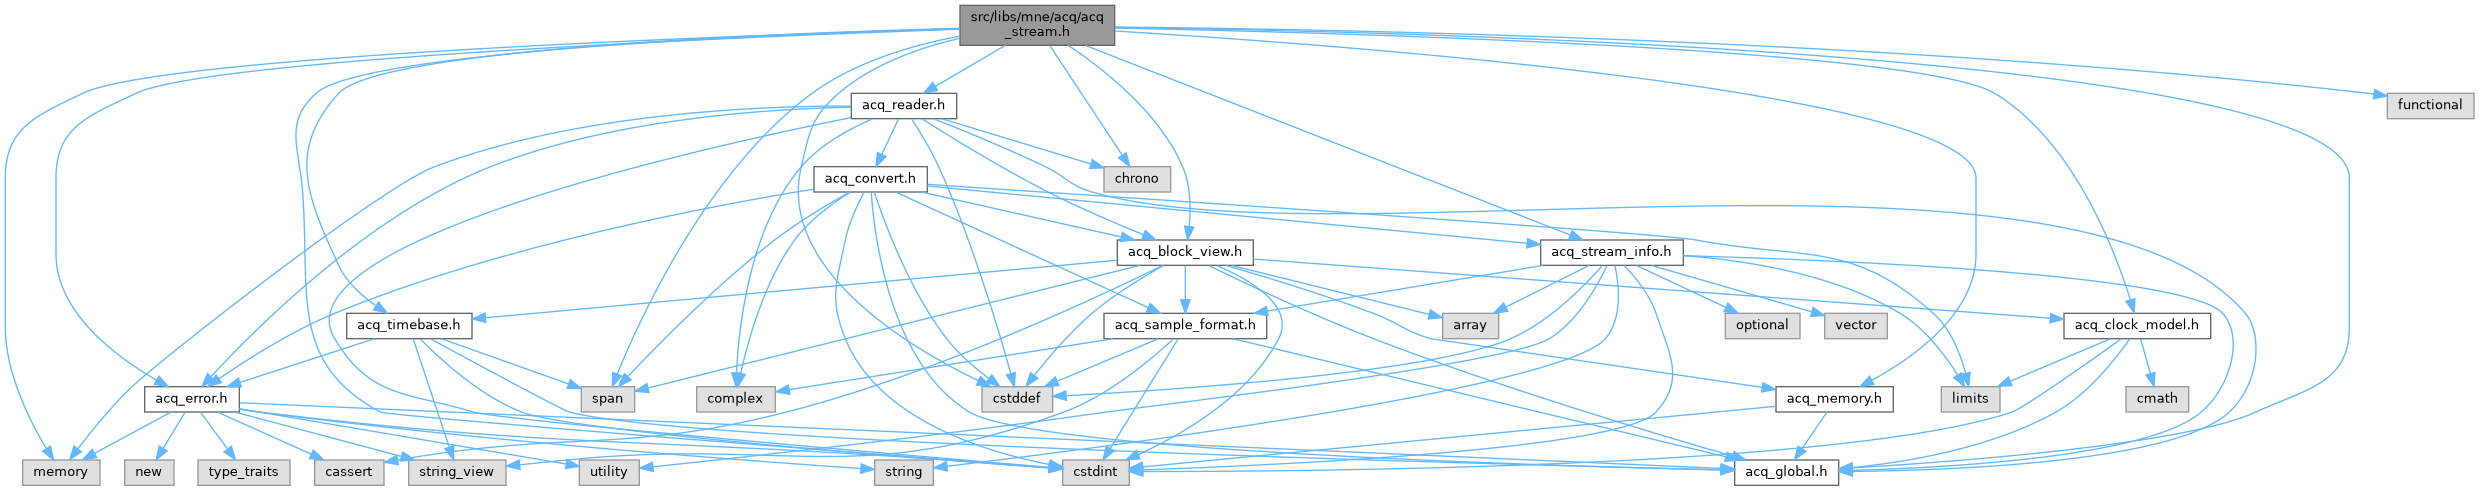 src/libs/mne/acq/acq
_stream.h
functional
acq_reader.h
chrono
acq_convert.h
acq_block_view.h
acq_stream_info.h
acq_timebase.h
acq_sample_format.h
array
optional
vector
acq_clock_model.h
acq_error.h
span
complex
cstddef
acq_memory.h
limits
cmath
memory
new
type_traits
cassert
string_view
utility
string
cstdint
acq_global.h